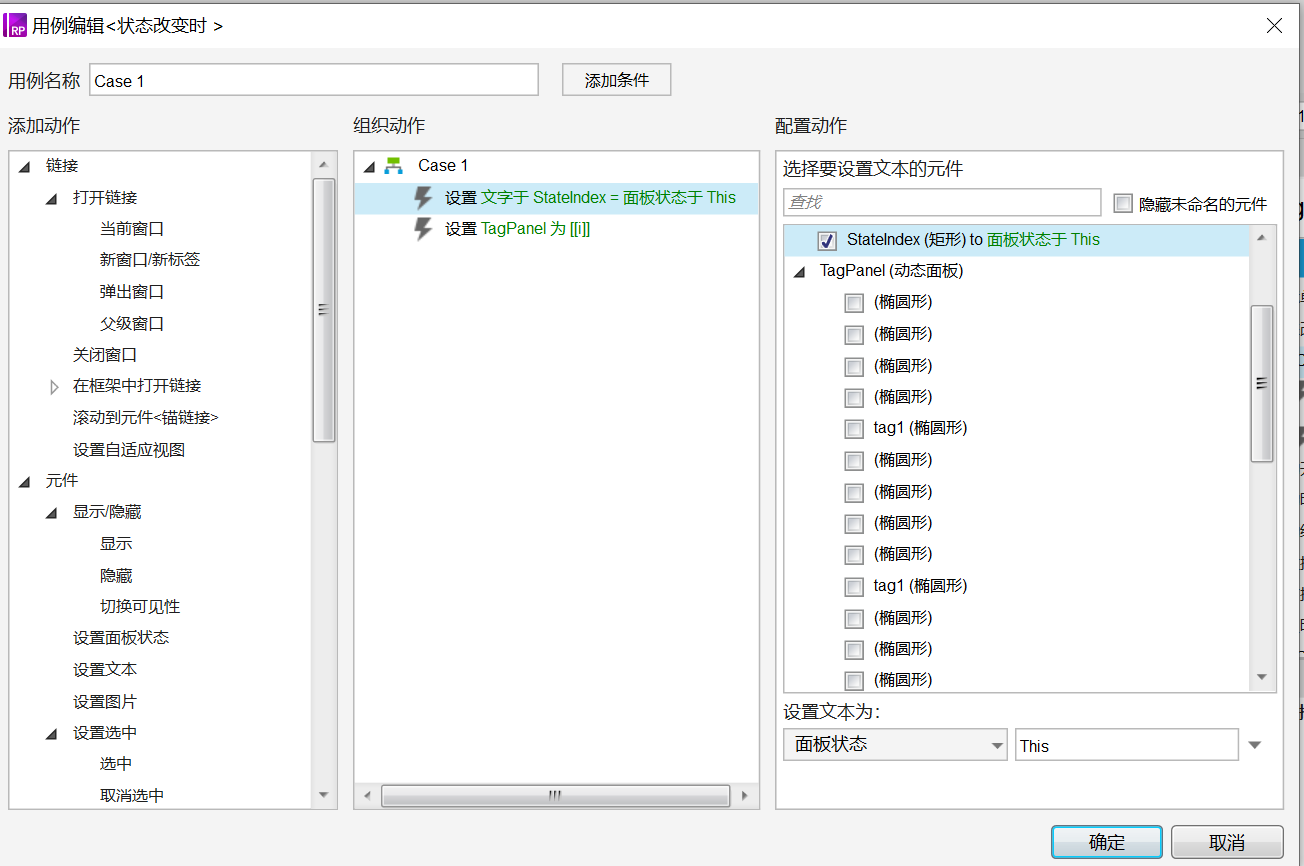 RP 用例编辑<状态改变时 >
用例名称 Case 1 添加条件
添加动作
链接
打开链接
当前窗口
新窗口/新标签
弹出窗口
父级窗口
关闭窗口
在框架中打开链接
滚动到元件<锚链接>
设置自适应视图
元件
显示/隐藏
显示
隐藏
切换可见性
设置面板状态
设置文本
设置图片
设置选中
选中
取消选中
组织动作
Case 1
设置 文字于 StateIndex = 面板状态于 This
设置 TagPanel 为 [[i]]
配置动作
选择要设置文本的元件
查找 隐藏未命名的元件
StateIndex (矩形) to 面板状态于 This
TagPanel (动态面板)
(椭圆形)
(椭圆形)
(椭圆形)
(椭圆形)
tag1 (椭圆形)
(椭圆形)
(椭圆形)
(椭圆形)
(椭圆形)
tag1 (椭圆形)
(椭圆形)
(椭圆形)
(椭圆形)
设置文本为:
面板状态 This
确定 取消